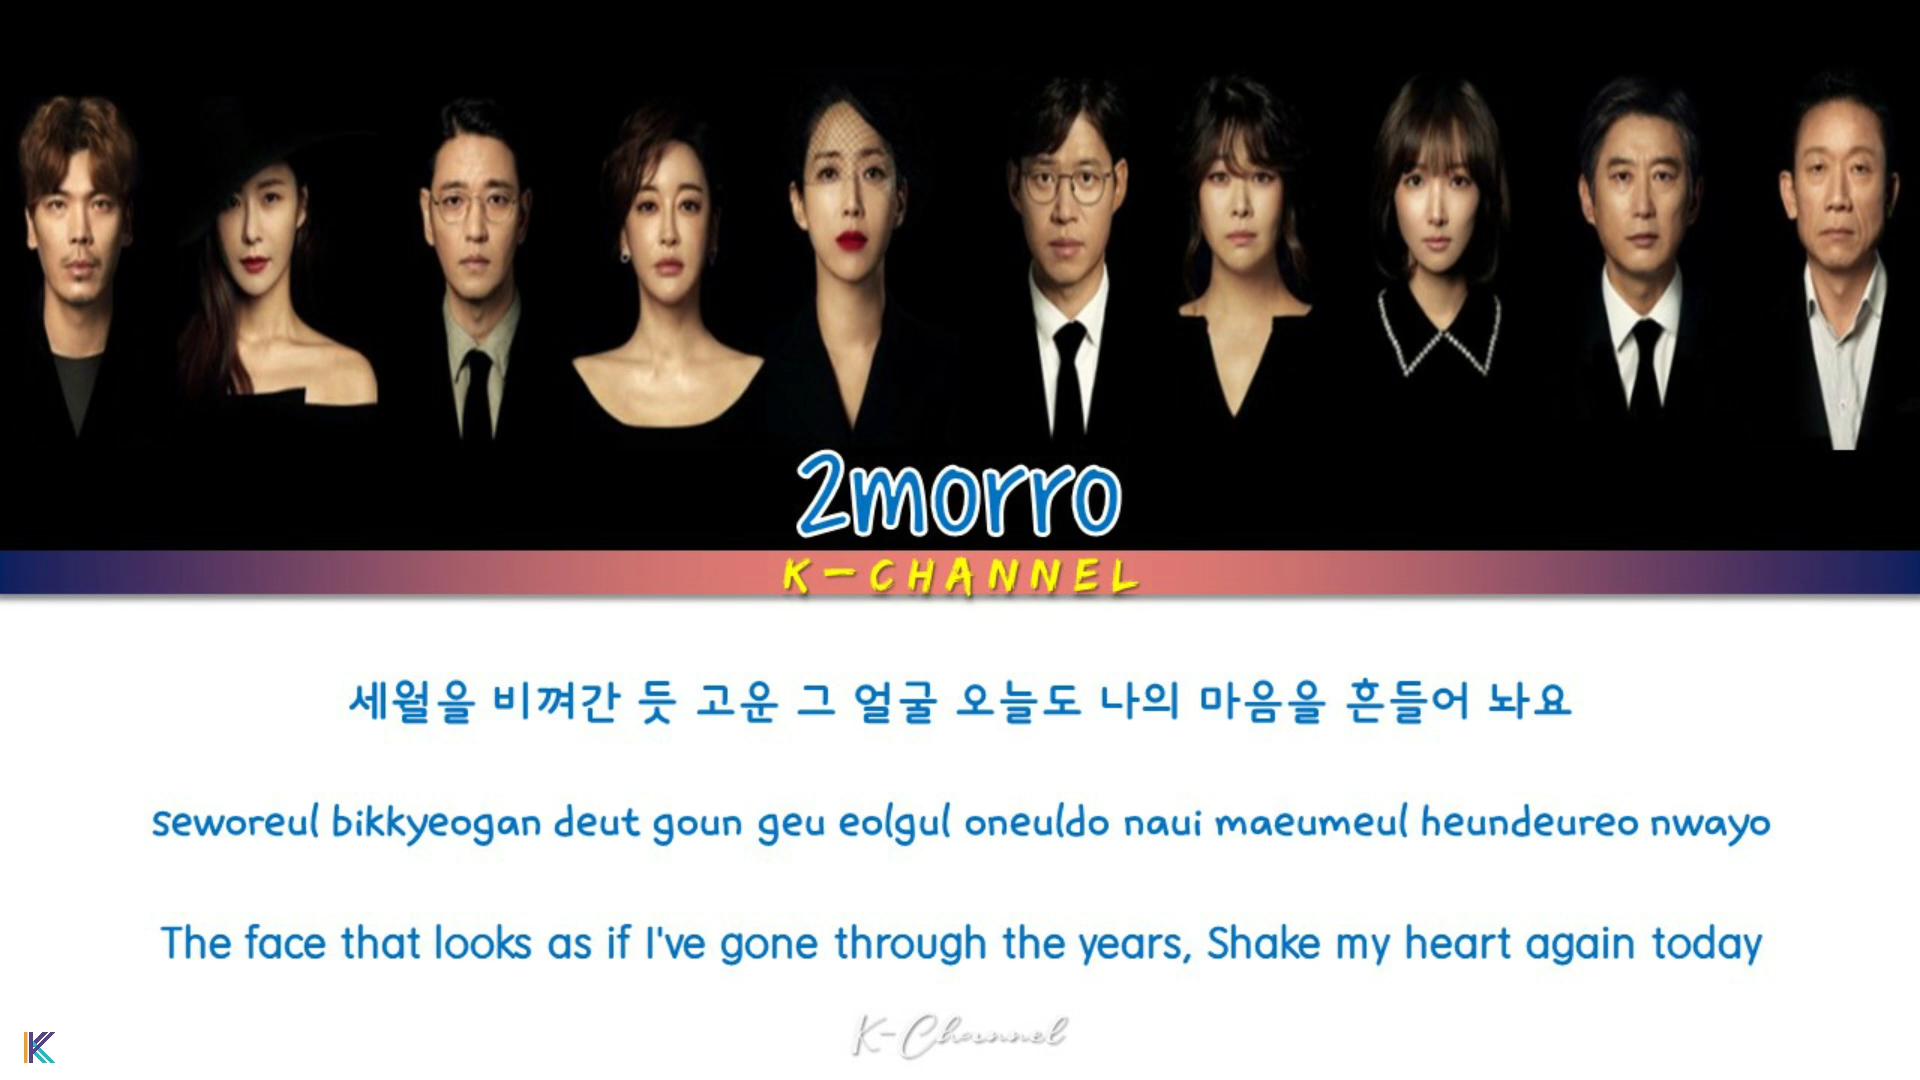 2morro
K-CHANNEL
세월을 비껴간 듯 고운 그 얼굴 오늘도 나의 마음을 흔들어 놔요
seworeul bikkyeogan deut goun geu eolgul oneuldo naui maeumeul heundeureo nwayo
The face that looks as if I've gone through the years, Shake my heart again today
K-Channel
K